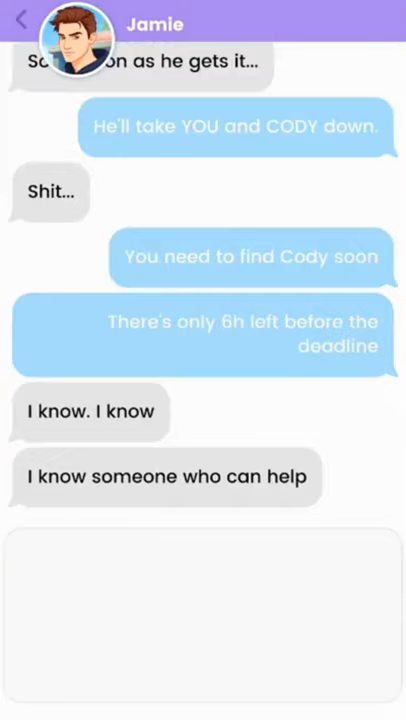 Jamie
on as he gets it...
He'll take YOU and CODY down.
Shit...
You need to find Cody soon
There's only 6h left before the
deadline
I know. I know
I know someone who can help